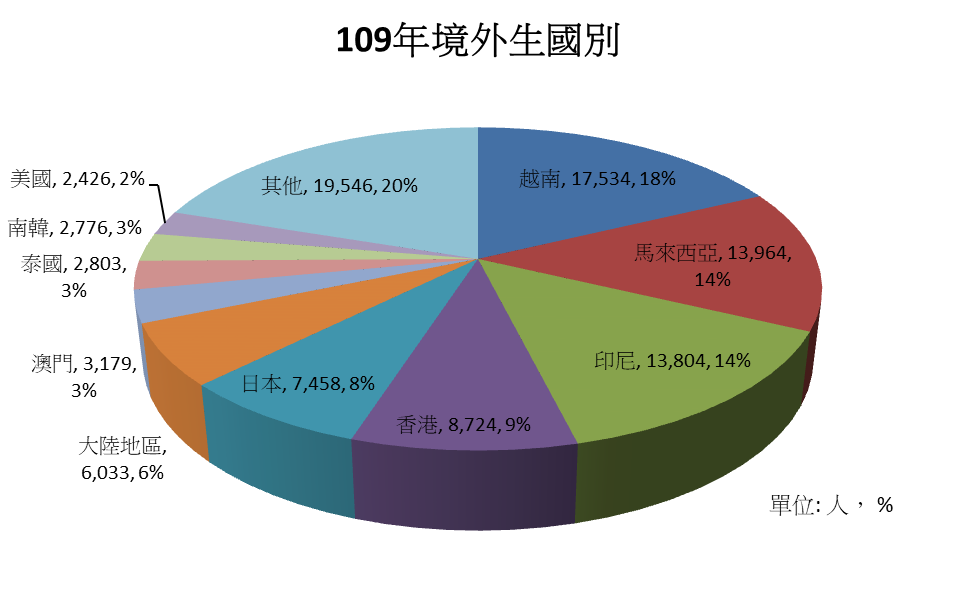 109年境外生國別
美國, 2,426, 2%
其他, 19,546, 20%
越南, 17,534, 18%
南韓, 2,776, 3%
馬來西亞, 13,964,
14%
泰國, 2,803,
3%
澳門, 3,179,
3%
印尼, 13,804, 14%
日本, 7,458, 8%
香港, 8,724, 9%
大陸地區,
6,033, 6%
單位: 人， %